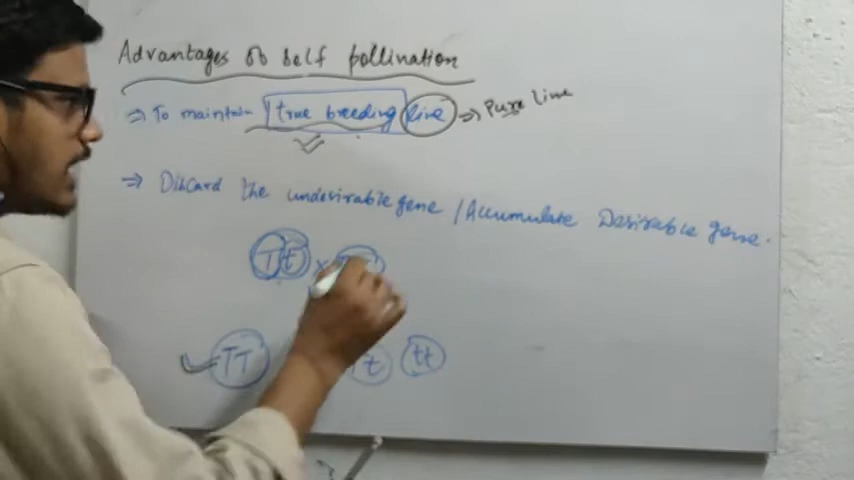 Advantages of Self pollination
⇒ To maintain true breeding line ⇒ Pure line
⇒ Discard the undesirable gene / Accumulate Desirable gene.
Tt x
TT t tt